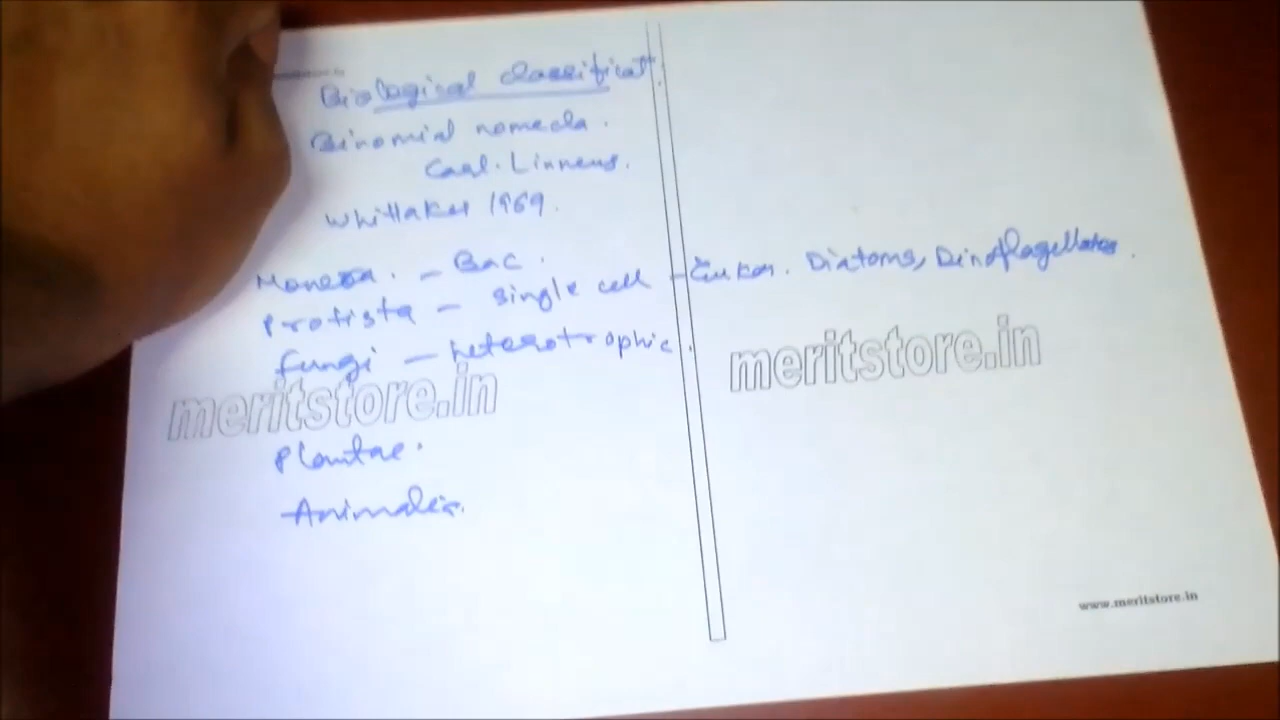 Biological classificat
Binomial nomecla.
Carl. Linneus.
Whittaker 1969.
Monera. - Bac.
Protista - single cell - Eukar. Diatoms, Dinoflagellates.
fungi - heterotrophic.
meritstore.in
meritstore.in
Plantae.
Animalia.
www.meritstore.in